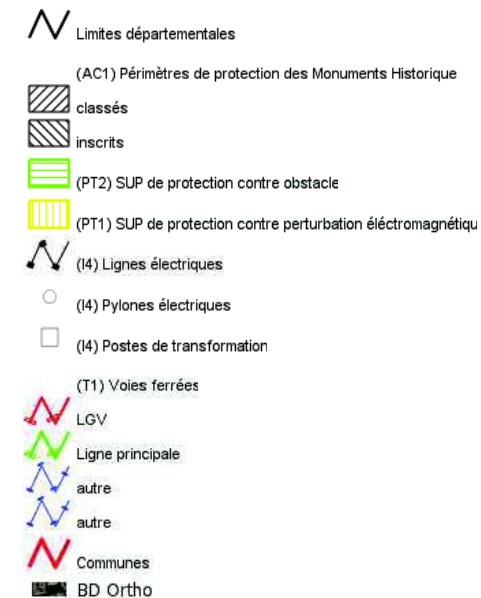 Limites départementales
(AC1) Périmètres de protection des Monuments Historique
classés
inscrits
(PT2) SUP de protection contre obstacle
(PT1) SUP de protection contre perturbation éléctromagnétiqu
(I4) Lignes électriques
(I4) Pylones électriques
(I4) Postes de transformation
(T1) Voies ferrées
LGV
Ligne principale
autre
autre
Communes
BD Ortho